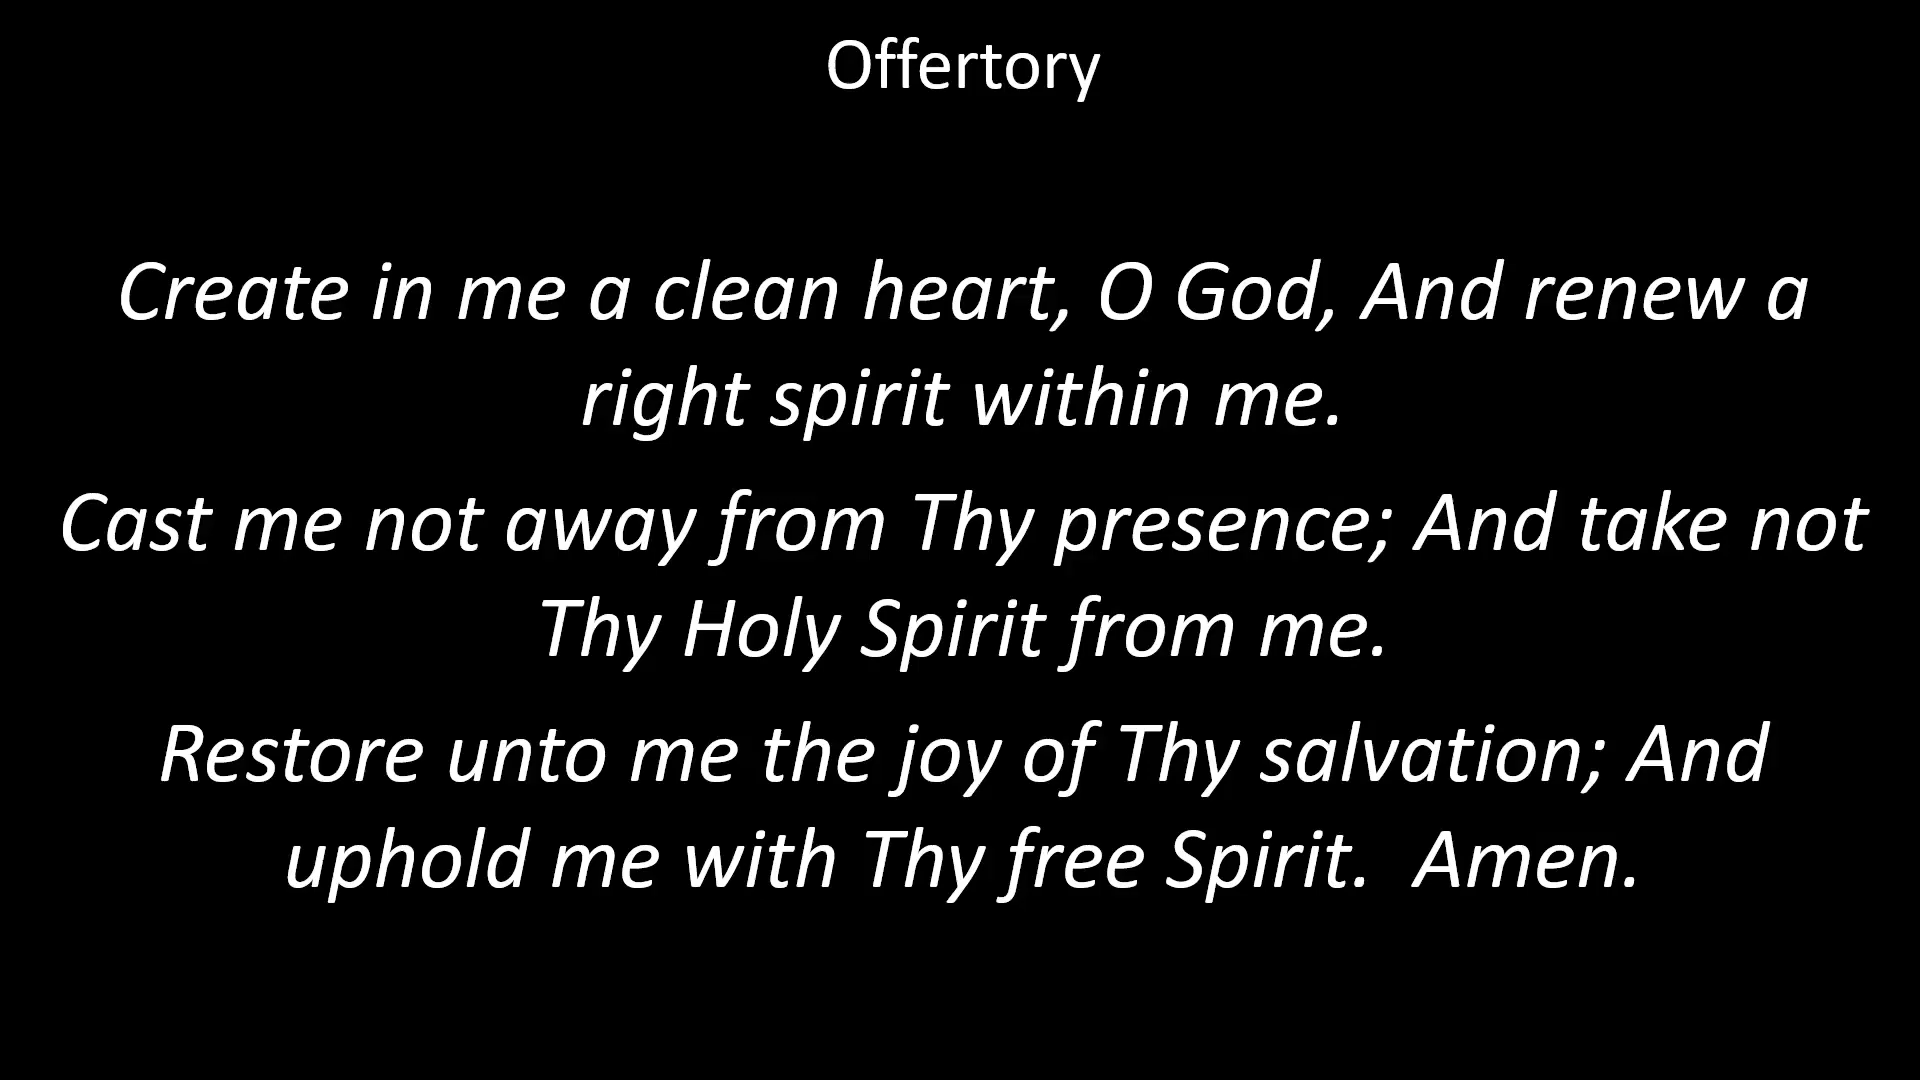 Offertory
Create in me a clean heart, O God, And renew a
right spirit within me.
Cast me not away from Thy presence; And take not
Thy Holy Spirit from me.
Restore unto me the joy of Thy salvation; And
uphold me with Thy free Spirit.  Amen.